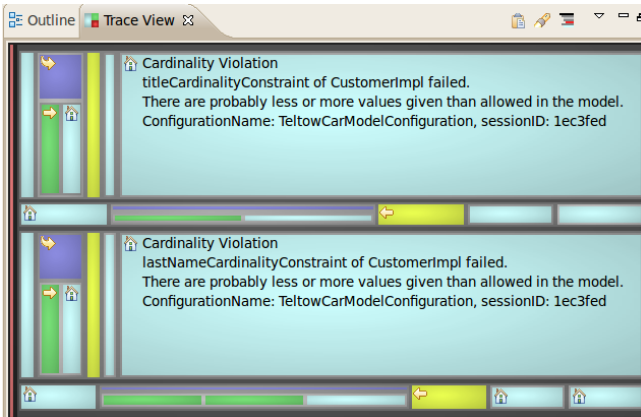 Outline Trace View
Cardinality Violation
titleCardinalityConstraint of CustomerImpl failed.
There are probably less or more values given than allowed in the model.
ConfigurationName: TeltowCarModelConfiguration, sessionID: 1ec3fed
Cardinality Violation
lastNameCardinalityConstraint of CustomerImpl failed.
There are probably less or more values given than allowed in the model.
ConfigurationName: TeltowCarModelConfiguration, sessionID: 1ec3fed